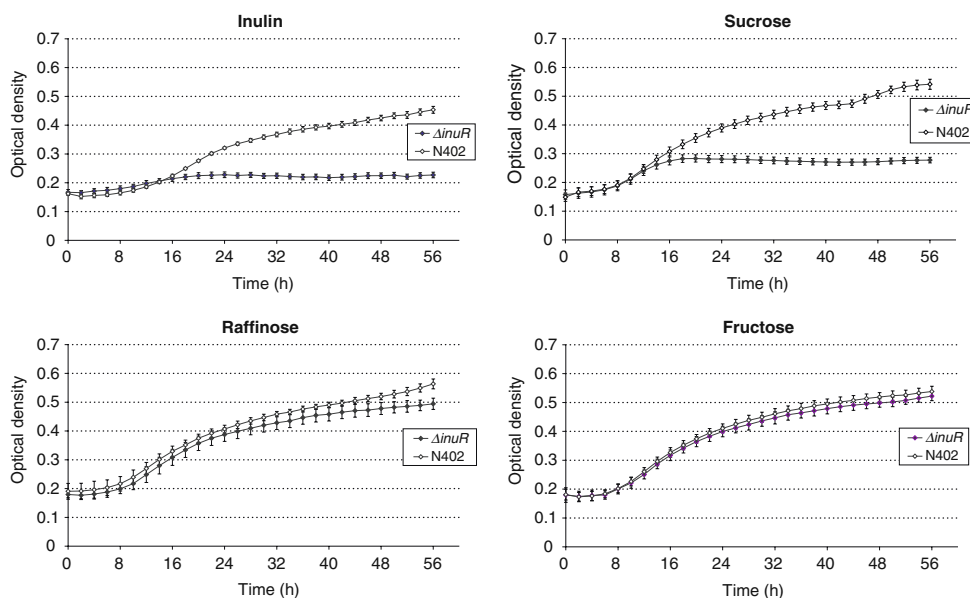 Inulin
0.7
0.6
0.5
0.4
0.3
0.2
0.1
0
Optical density
0 8 16 24 32 40 48 56
Time (h)
ΔinuR
N402
Sucrose
0.7
0.6
0.5
0.4
0.3
0.2
0.1
0
Optical density
0 8 16 24 32 40 48 56
Time (h)
ΔinuR
N402
Raffinose
0.7
0.6
0.5
0.4
0.3
0.2
0.1
0
Optical density
0 8 16 24 32 40 48 56
Time (h)
ΔinuR
N402
Fructose
0.7
0.6
0.5
0.4
0.3
0.2
0.1
0
Optical density
0 8 16 24 32 40 48 56
Time (h)
ΔinuR
N402